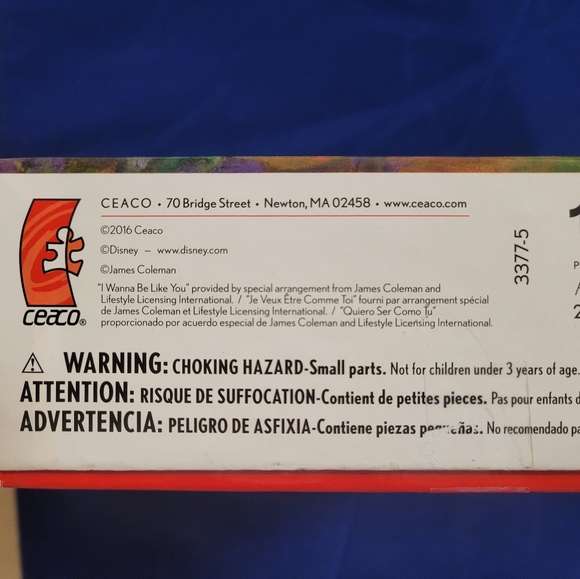 CEACO • 70 Bridge Street • Newton, MA 02458 • www.ceaco.com
©2016 Ceaco
©Disney – www.disney.com
©James Coleman
"I Wanna Be Like You" provided by special arrangement from James Coleman and
Lifestyle Licensing International. / "Je Veux Être Comme Toi" fourni par arrangement spécial
de James Coleman et Lifestyle Licensing International. / "Quiero Ser Como Tu"
proporcionado por acuerdo especial de James Coleman and Lifestyle Licensing International.
ceaco®
3377-5
WARNING: CHOKING HAZARD-Small parts. Not for children under 3 years of age.
ATTENTION: RISQUE DE SUFFOCATION-Contient de petites pieces. Pas pour enfants
ADVERTENCIA: PELIGRO DE ASFIXIA-Contiene piezas No recomendado